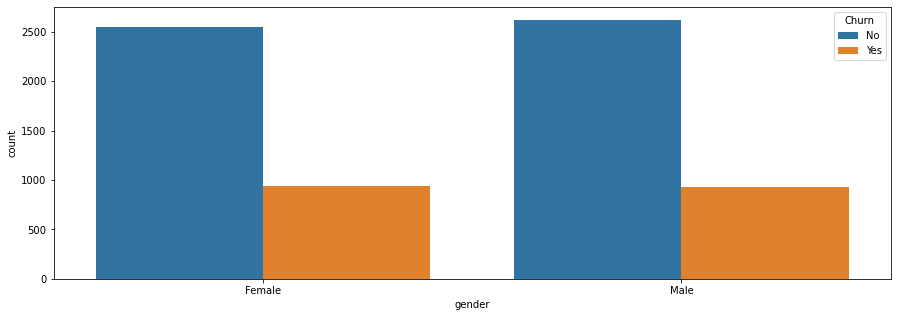 Churn
No
Yes
2500
2000
1500
1000
500
0
count
Female
Male
gender